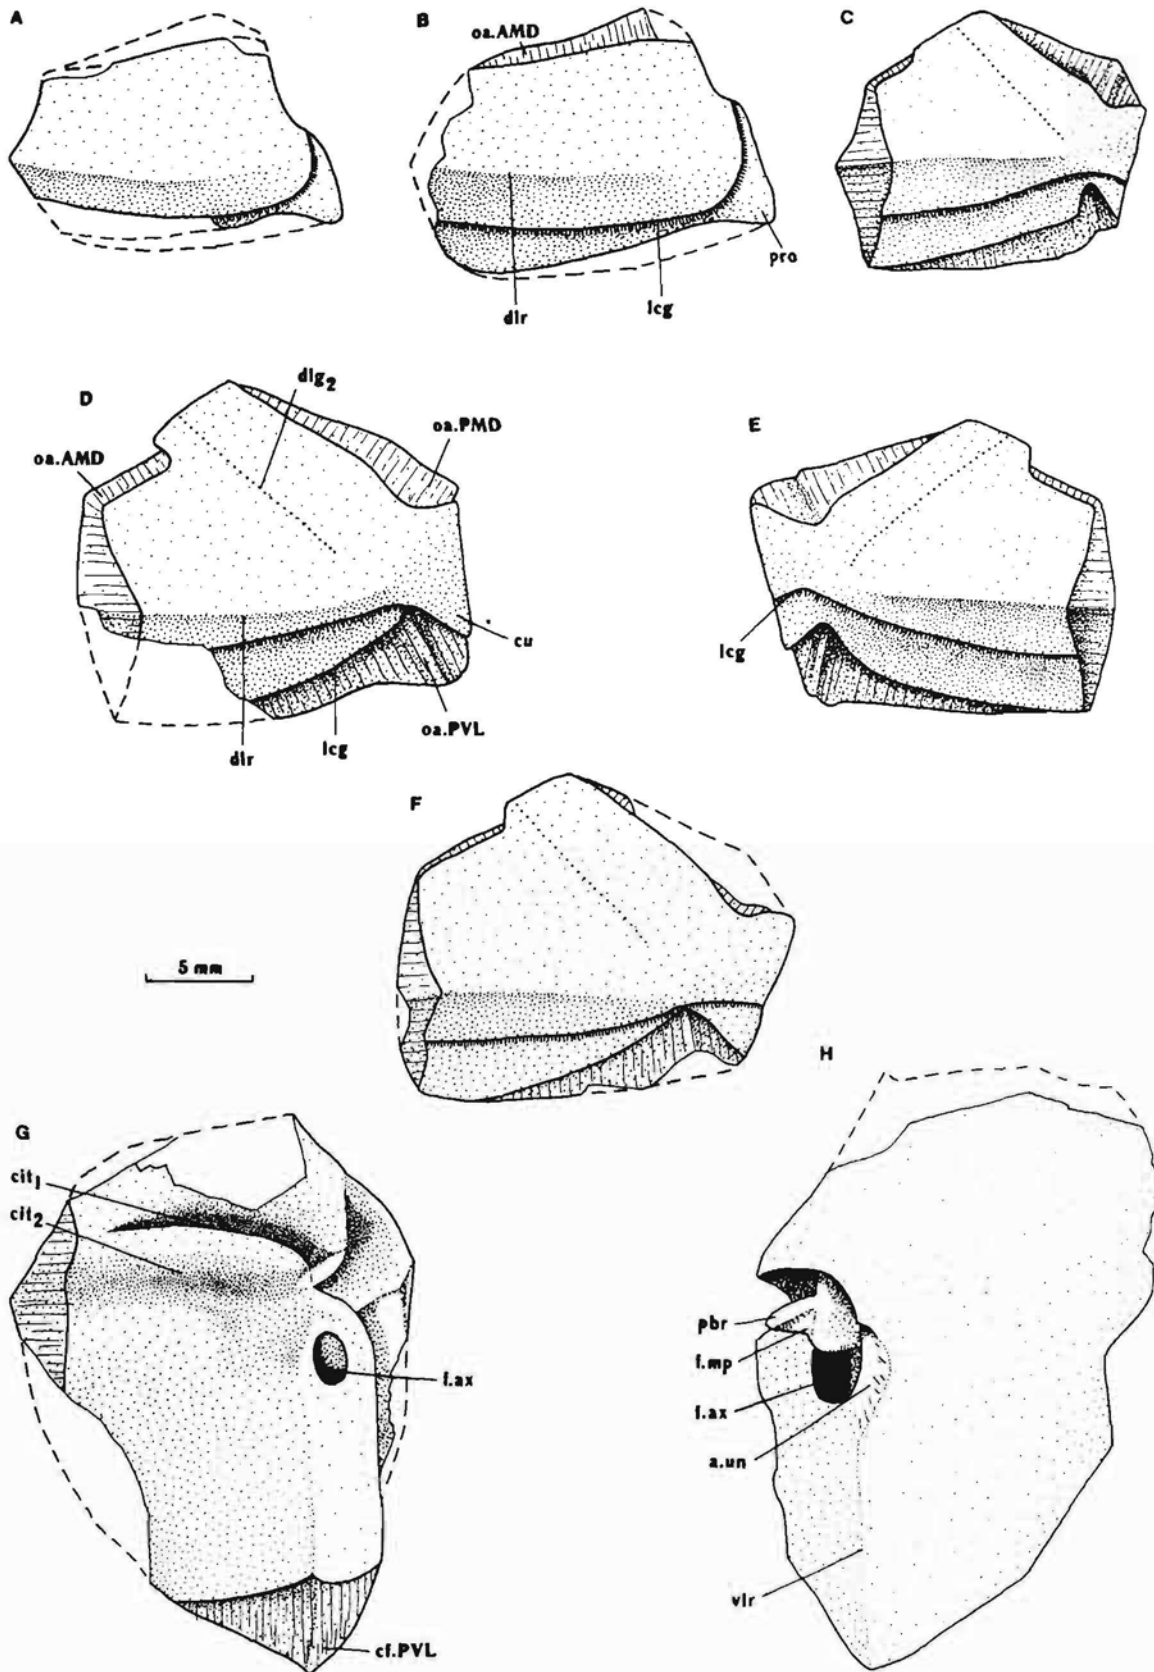 A
B
oa.AMD
C
pro
lcg
dlr
D
dlg2
oa.AMD
oa.PMD
E
cu
oa.PVL
lcg
dlr
lcg
F
5 mm
H
G
cit1
cit2
f.ax
cf.PVL
pbr
f.mp
f.ax
a.un
vlr